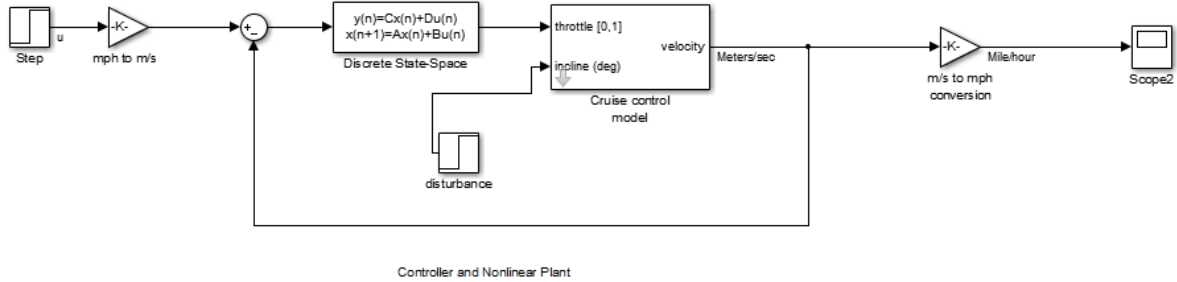 Step
u
-K-
mph to m/s
+
-
y(n)=Cx(n)+Du(n)
x(n+1)=Ax(n)+Bu(n)
Discrete State-Space
throttle [0,1]
incline (deg)
velocity
Cruise control
model
Meters/sec
-K-
m/s to mph
conversion
Mile/hour
Scope2
disturbance
Controller and Nonlinear Plant